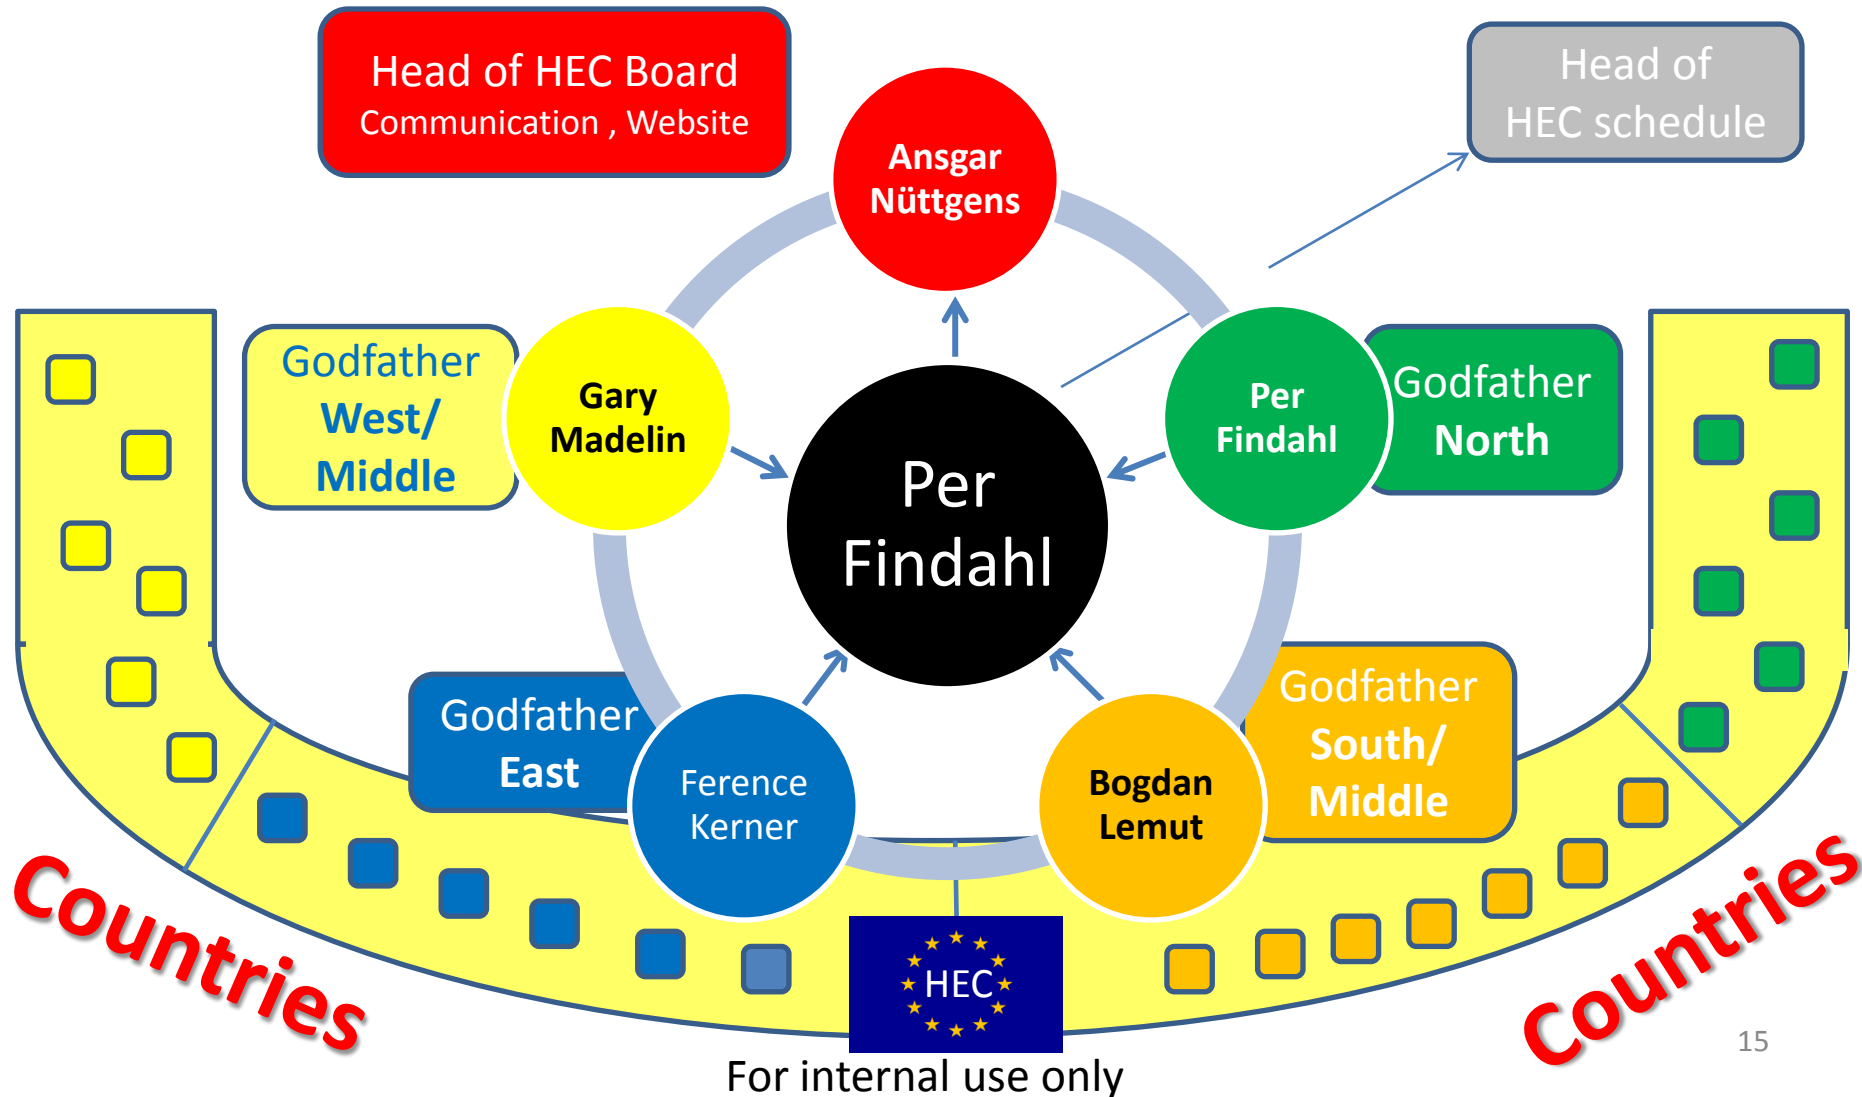 Head of HEC Board
Communication , Website
Head of
HEC schedule
Ansgar
Nüttgens
Godfather
West/
Middle
Gary
Madelin
Per
Findahl
Per
Findahl
Godfather
North
Godfather
East
Ference
Kerner
Bogdan
Lemut
Godfather
South/
Middle
Countries
Countries
HEC
15
For internal use only